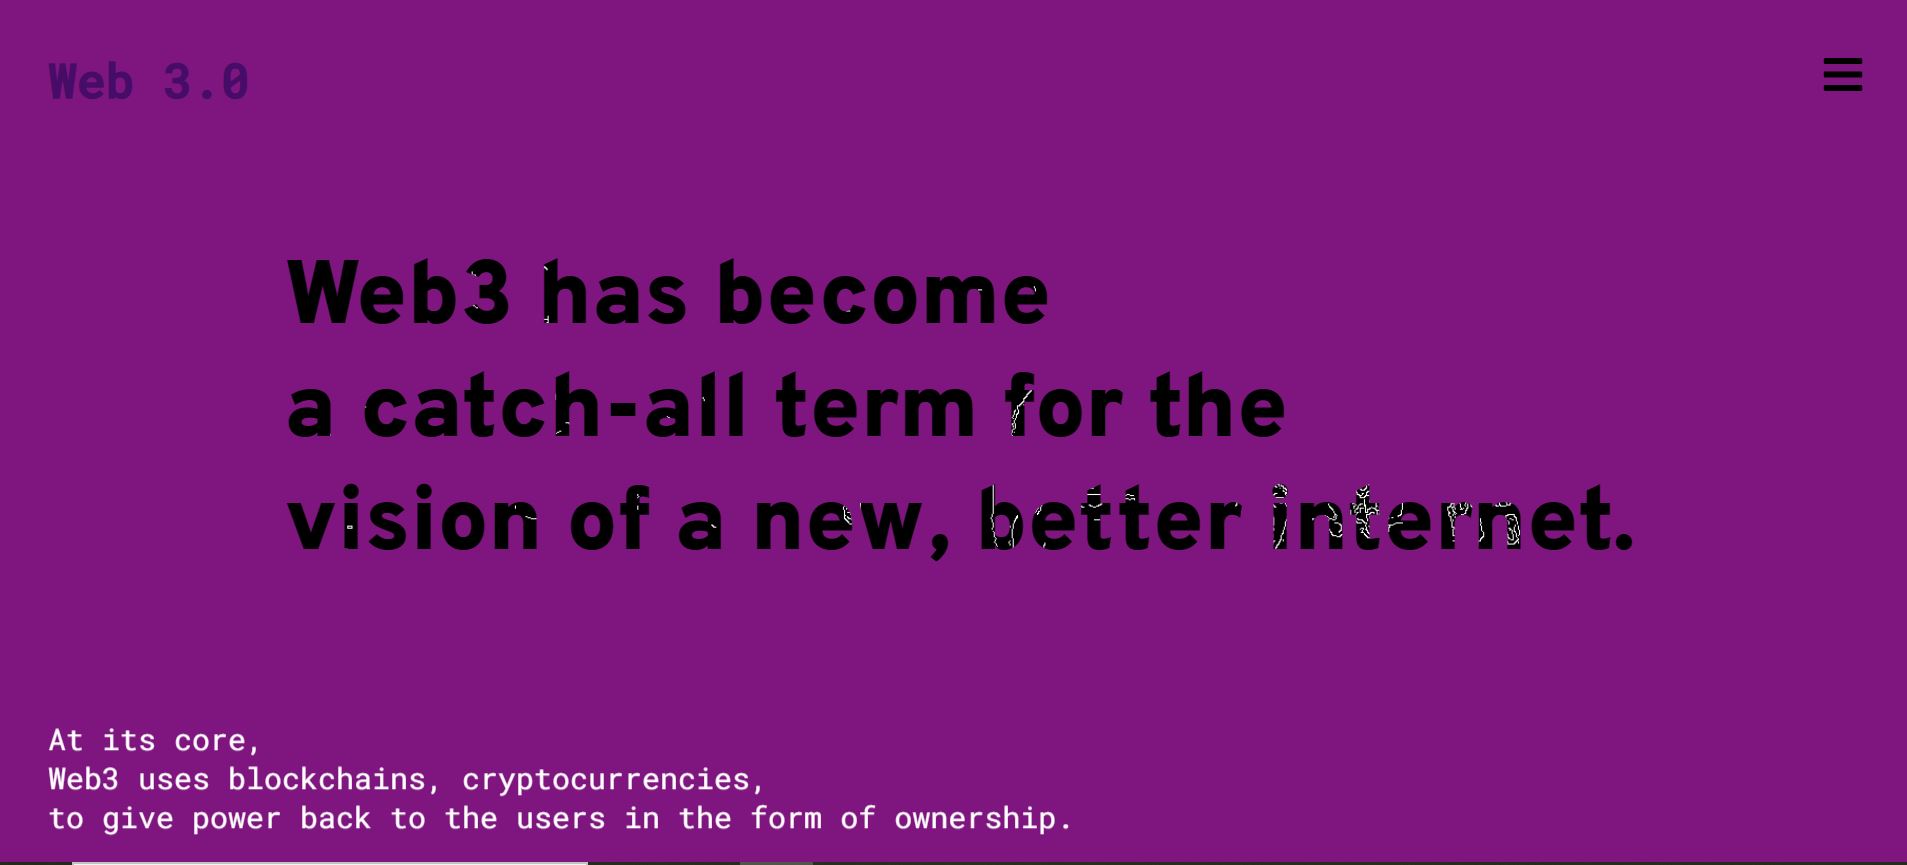 Web 3.0
Web3 has become
a catch-all term for the
vision of a new, better internet.
At its core,
Web3 uses blockchains, cryptocurrencies,
to give power back to the users in the form of ownership.